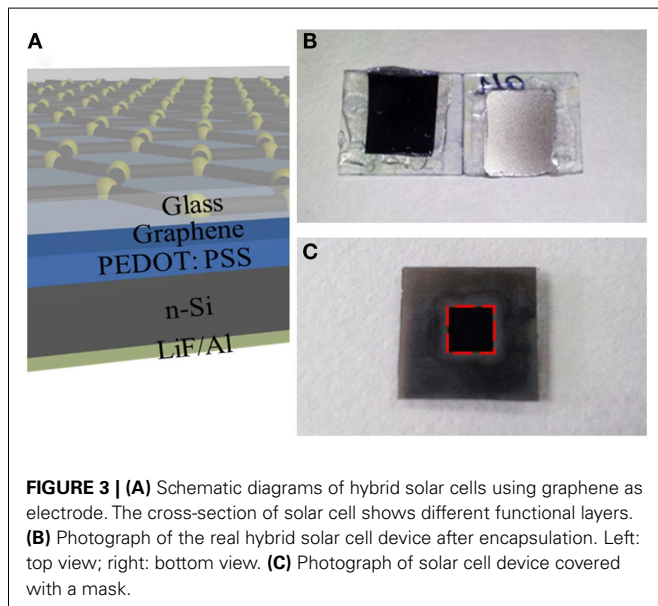 A
Glass
Graphene
PEDOT: PSS
n-Si
LiF/Al
B
C
FIGURE 3 | (A) Schematic diagrams of hybrid solar cells using graphene as
electrode. The cross-section of solar cell shows different functional layers.
(B) Photograph of the real hybrid solar cell device after encapsulation. Left:
top view; right: bottom view. (C) Photograph of solar cell device covered
with a mask.